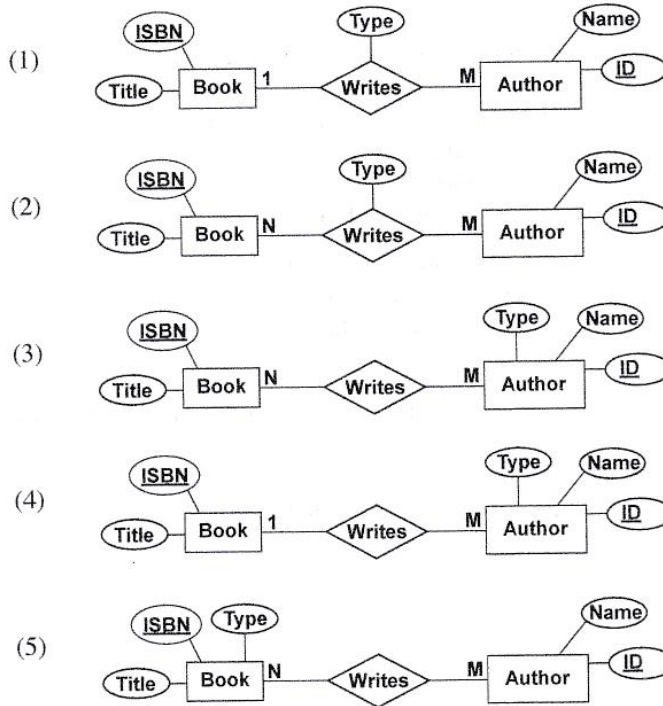 (1) ISBN Title Book 1 Type Writes M Author Name ID
(2) ISBN Title Book N Type Writes M Author Name ID
(3) ISBN Title Book N Writes M Type Author Name ID
(4) ISBN Title Book 1 Writes M Type Author Name ID
(5) ISBN Type Title Book N Writes M Author Name ID